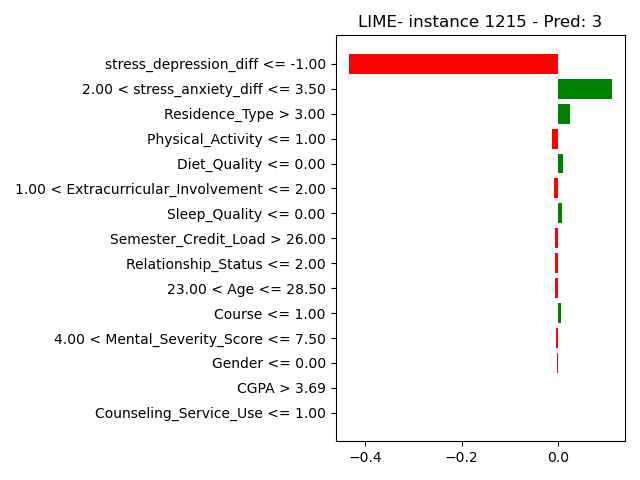 LIME- instance 1215 - Pred: 3
stress_depression_diff <= -1.00
2.00 < stress_anxiety_diff <= 3.50
Residence_Type > 3.00
Physical_Activity <= 1.00
Diet_Quality <= 0.00
1.00 < Extracurricular_Involvement <= 2.00
Sleep_Quality <= 0.00
Semester_Credit_Load > 26.00
Relationship_Status <= 2.00
23.00 < Age <= 28.50
Course <= 1.00
4.00 < Mental_Severity_Score <= 7.50
Gender <= 0.00
CGPA > 3.69
Counseling_Service_Use <= 1.00
−0.4 −0.2 0.0